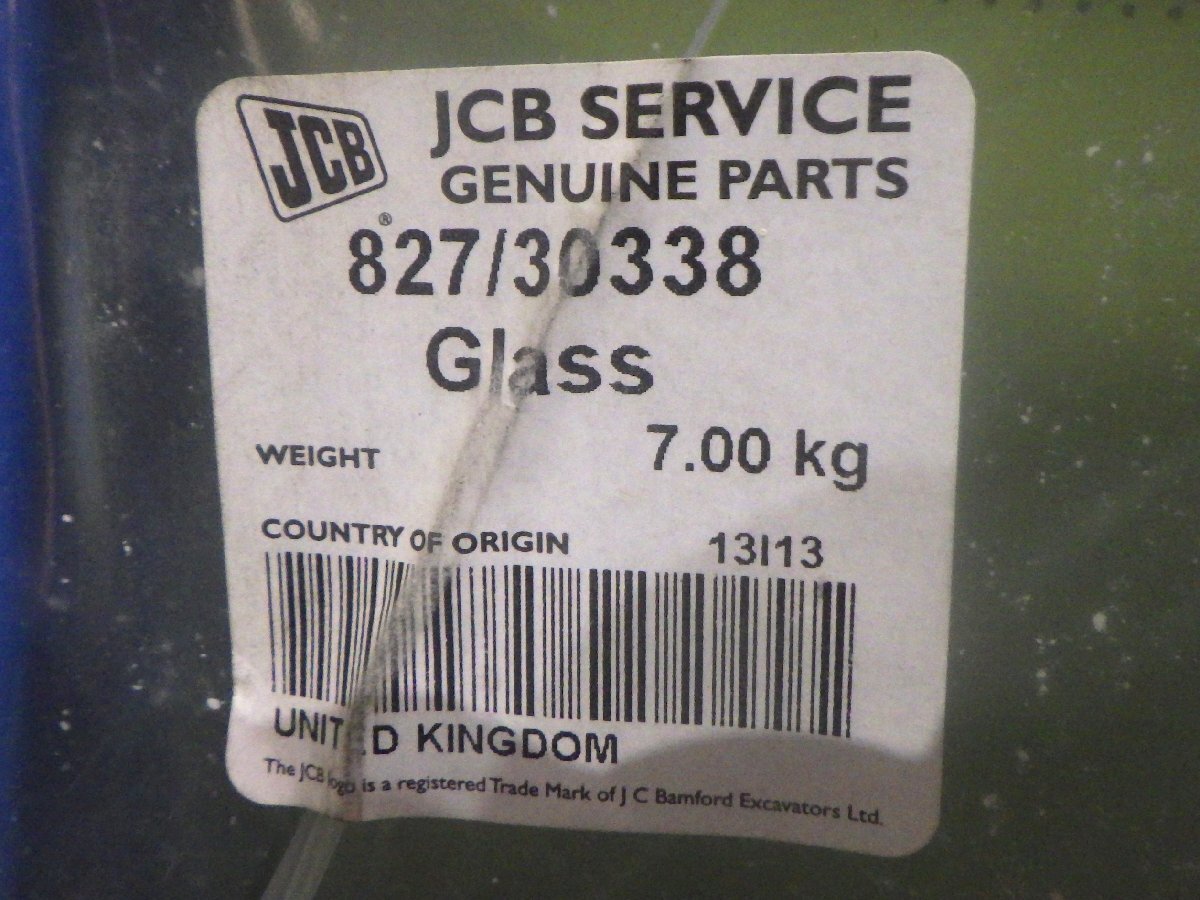 JCB
JCB SERVICE
GENUINE PARTS
®
827/30338
Glass
WEIGHT 7.00 kg
COUNTRY OF ORIGIN 13I13
UNITED KINGDOM
The JCB logo is a registered Trade Mark of J C Bamford Excavators Ltd.